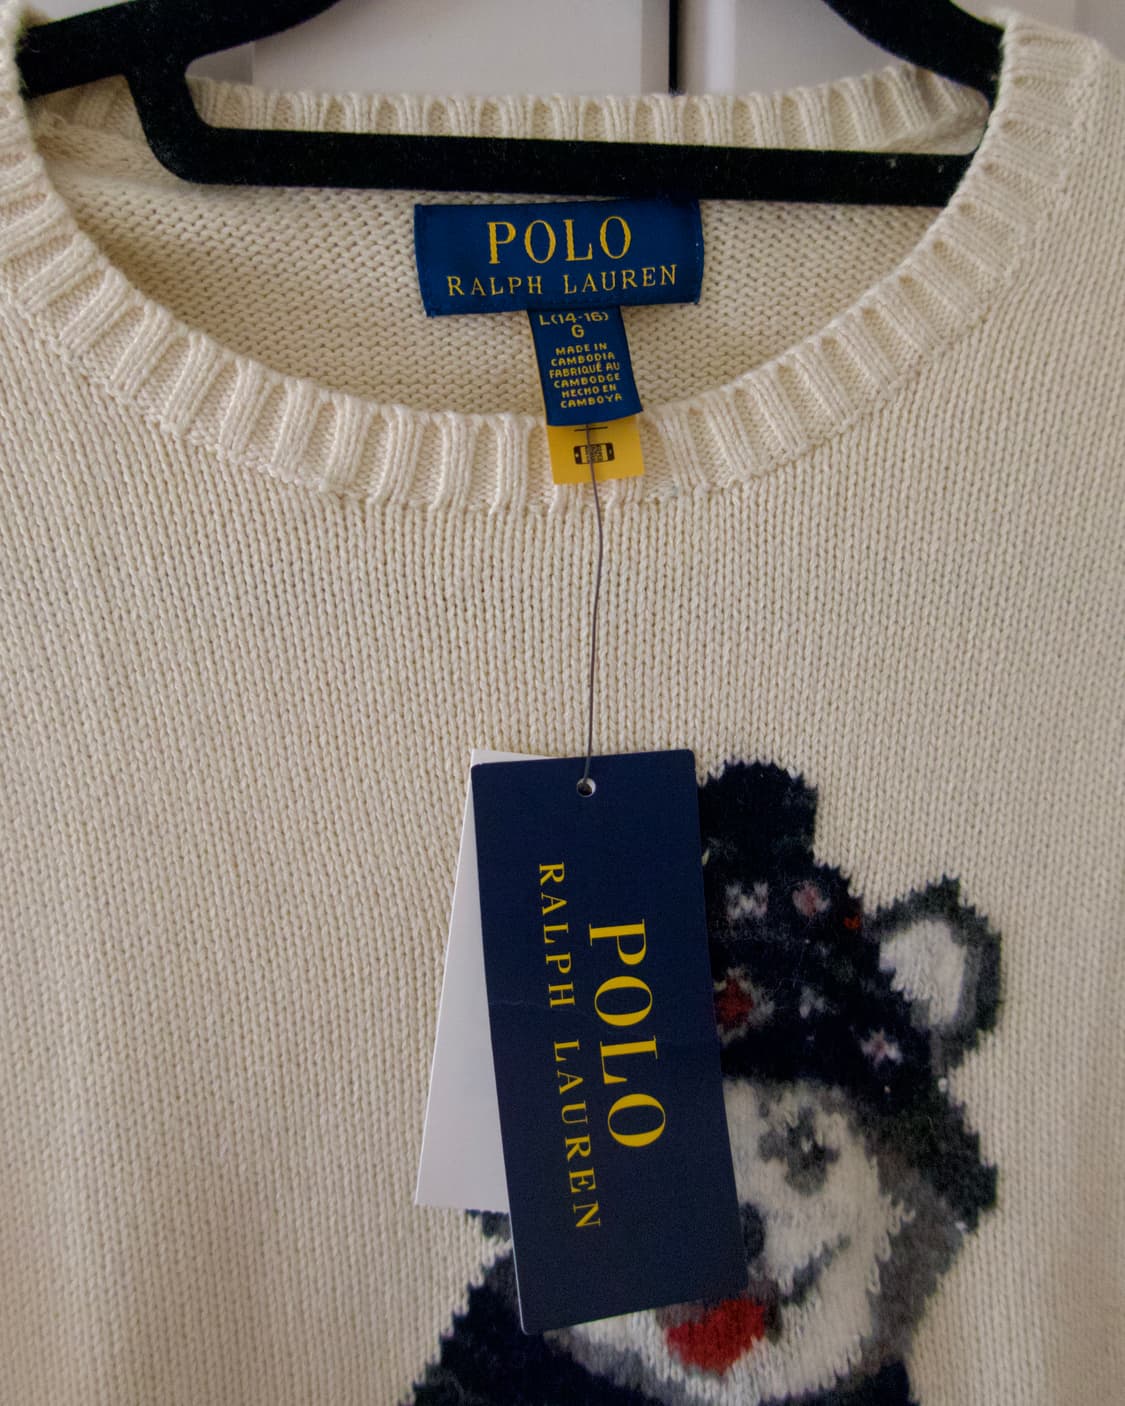 POLO
RALPH LAUREN
L(14-16)
G
MADE IN
CAMBODIA
FABRIQUÉ AU
CAMBODGE
HECHO EN
CAMBOYA
POLO
RALPH LAUREN